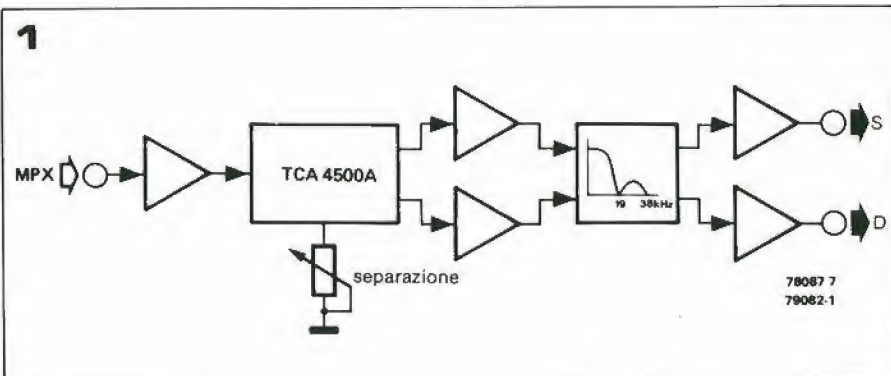 1
MPX
TCA 4500A
separazione
19 38kHz
S
D
78087 7
79082-1